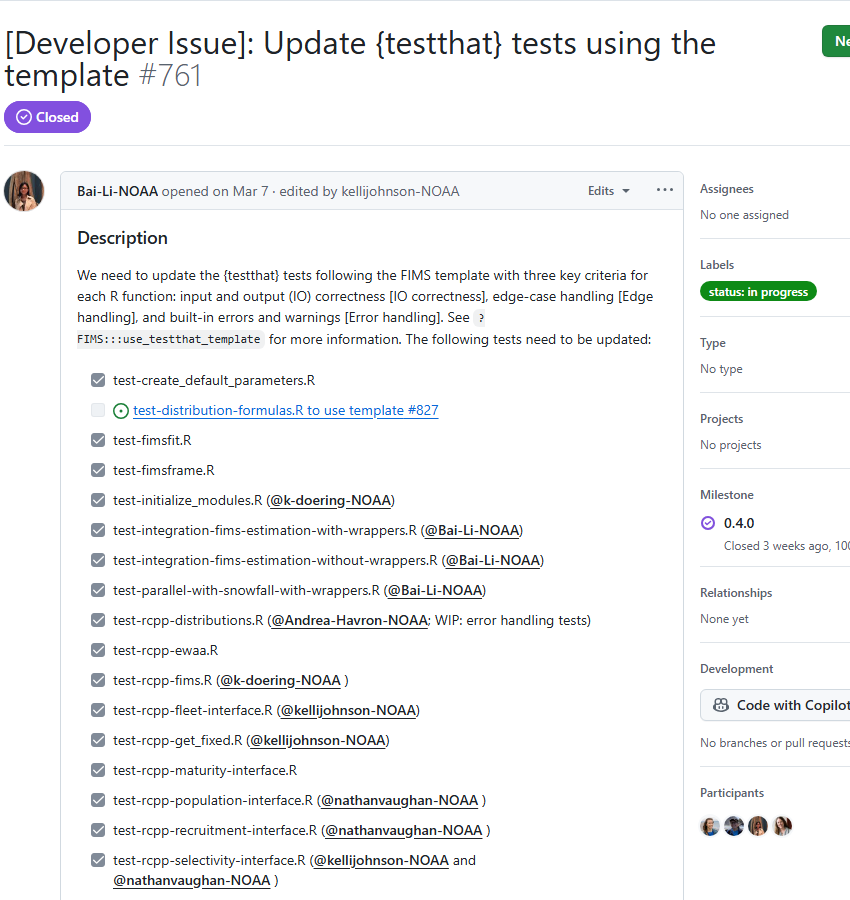 [Developer Issue]: Update {testthat} tests using the
template #761
Ne
Closed
Bai-Li-NOAA opened on Mar 7 · edited by kellijohnson-NOAA
Edits
Description
We need to update the {testthat} tests following the FIMS template with three key criteria for
each R function: input and output (IO) correctness [IO correctness], edge-case handling [Edge
handling], and built-in errors and warnings [Error handling]. See ?
FIMS:::use_testthat_template for more information. The following tests need to be updated:
test-create_default_parameters.R
test-distribution-formulas.R to use template #827
test-fimsfit.R
test-fimsframe.R
test-initialize_modules.R (@k-doering-NOAA)
test-integration-fims-estimation-with-wrappers.R (@Bai-Li-NOAA)
test-integration-fims-estimation-without-wrappers.R (@Bai-Li-NOAA)
test-parallel-with-snowfall-with-wrappers.R (@Bai-Li-NOAA)
test-rcpp-distributions.R (@Andrea-Havron-NOAA; WIP: error handling tests)
test-rcpp-ewaa.R
test-rcpp-fims.R (@k-doering-NOAA )
test-rcpp-fleet-interface.R (@kellijohnson-NOAA)
test-rcpp-get_fixed.R (@kellijohnson-NOAA)
test-rcpp-maturity-interface.R
test-rcpp-population-interface.R (@nathanvaughan-NOAA )
test-rcpp-recruitment-interface.R (@nathanvaughan-NOAA )
test-rcpp-selectivity-interface.R (@kellijohnson-NOAA and
@nathanvaughan-NOAA )
Assignees
No one assigned
Labels
status: in progress
Type
No type
Projects
No projects
Milestone
0.4.0
Closed 3 weeks ago, 100
Relationships
None yet
Development
Code with Copilot
No branches or pull requests
Participants